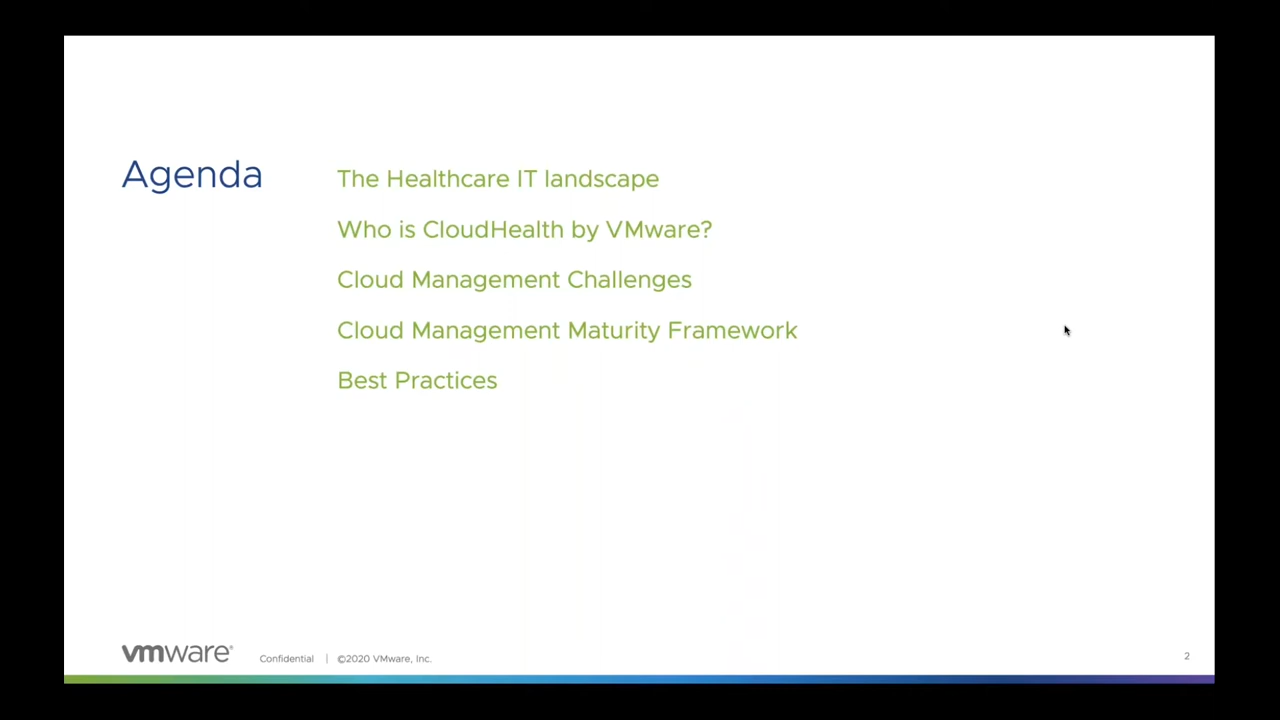 Agenda
The Healthcare IT landscape
Who is CloudHealth by VMware?
Cloud Management Challenges
Cloud Management Maturity Framework
Best Practices
vmware®
Confidential | ©2020 VMware, Inc.
2